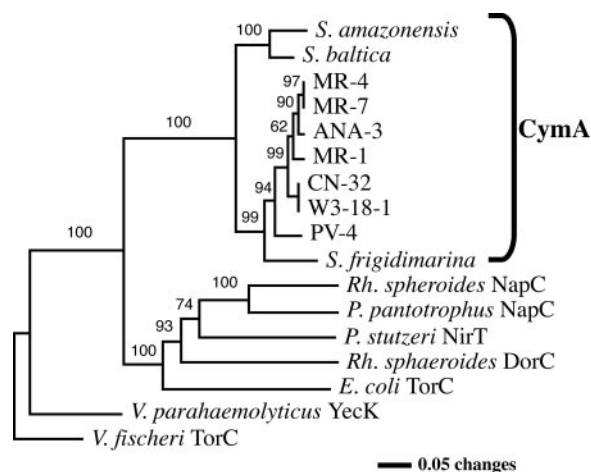 100 S. amazonensis
S. baltica
97 MR-4
90 MR-7
62 ANA-3
CymA
100
99 MR-1
CN-32
94 W3-18-1
99 PV-4
S. frigidimarina
100 Rh. spheroides NapC
P. pantotrophus NapC
74 P. stutzeri NirT
93 Rh. sphaeroides DorC
100 E. coli TorC
100
V. parahaemolyticus YecK
V. fischeri TorC
0.05 changes